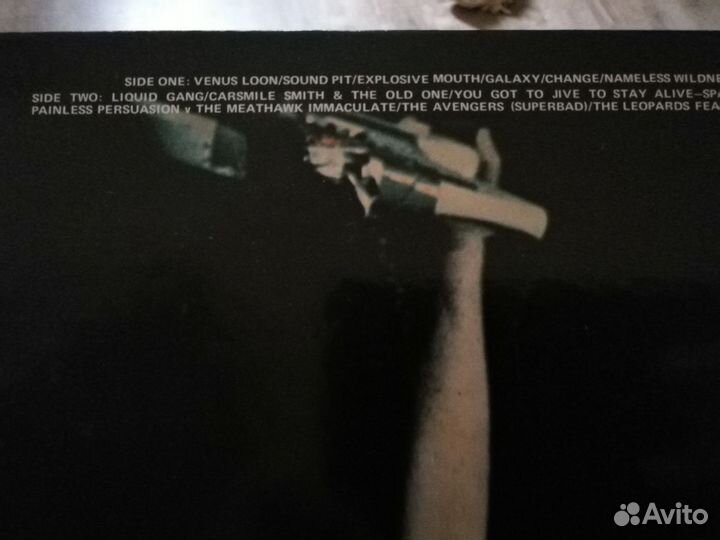 SIDE ONE: VENUS LOON/SOUND PIT/EXPLOSIVE MOUTH/GALAXY/CHANGE/NAMELESS WILDNE
SIDE TWO: LIQUID GANG/CARSMILE SMITH & THE OLD ONE/YOU GOT TO JIVE TO STAY ALIVE–SPA
PAINLESS PERSUASION v THE MEATHAWK IMMACULATE/THE AVENGERS (SUPERBAD)/THE LEOPARDS FEA
Avito